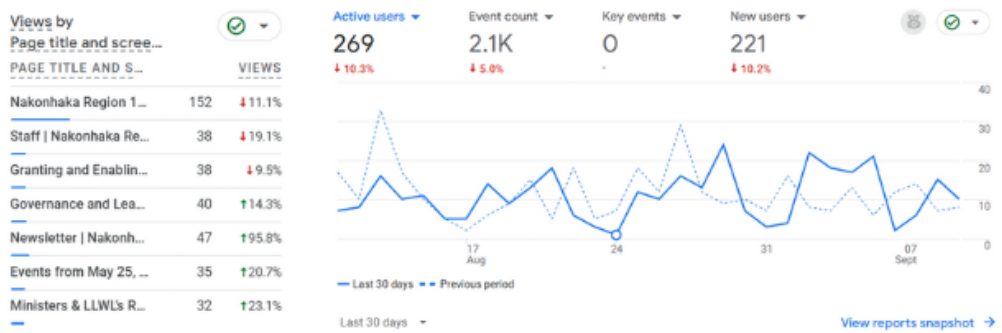 Views by
Page title and scree...
PAGE TITLE AND S... VIEWS
Nakonhaka Region 1... 152 ↓11.1%
Staff | Nakonhaka Re... 38 ↓19.1%
Granting and Enablin... 38 ↓9.5%
Governance and Lea... 40 ↑14.3%
Newsletter | Nakonh... 47 ↑95.8%
Events from May 25, ... 35 ↑20.7%
Ministers & LLWL's R... 32 ↑23.1%
Active users Event count Key events New users
269 2.1K 0 221
↓10.3% ↓5.0% - ↓10.2%
40
30
20
10
0
17 24 31 07
Aug Sept
Last 30 days Previous period
Last 30 days View reports snapshot →